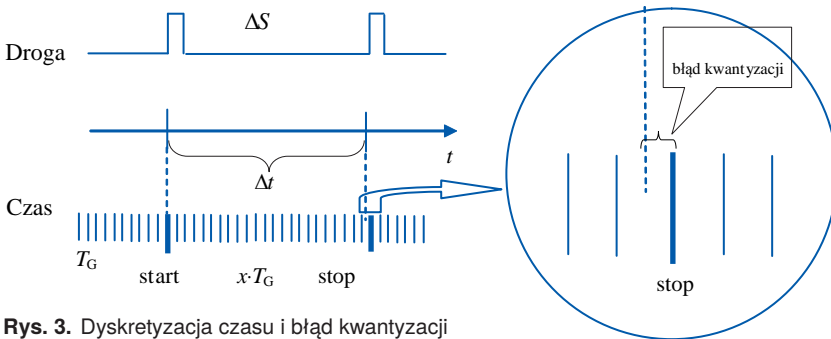 ΔS
Droga
błąd kwantyzacji
t
Δt
Czas
T_G
start x·T_G stop
stop
Rys. 3. Dyskretyzacja czasu i błąd kwantyzacji